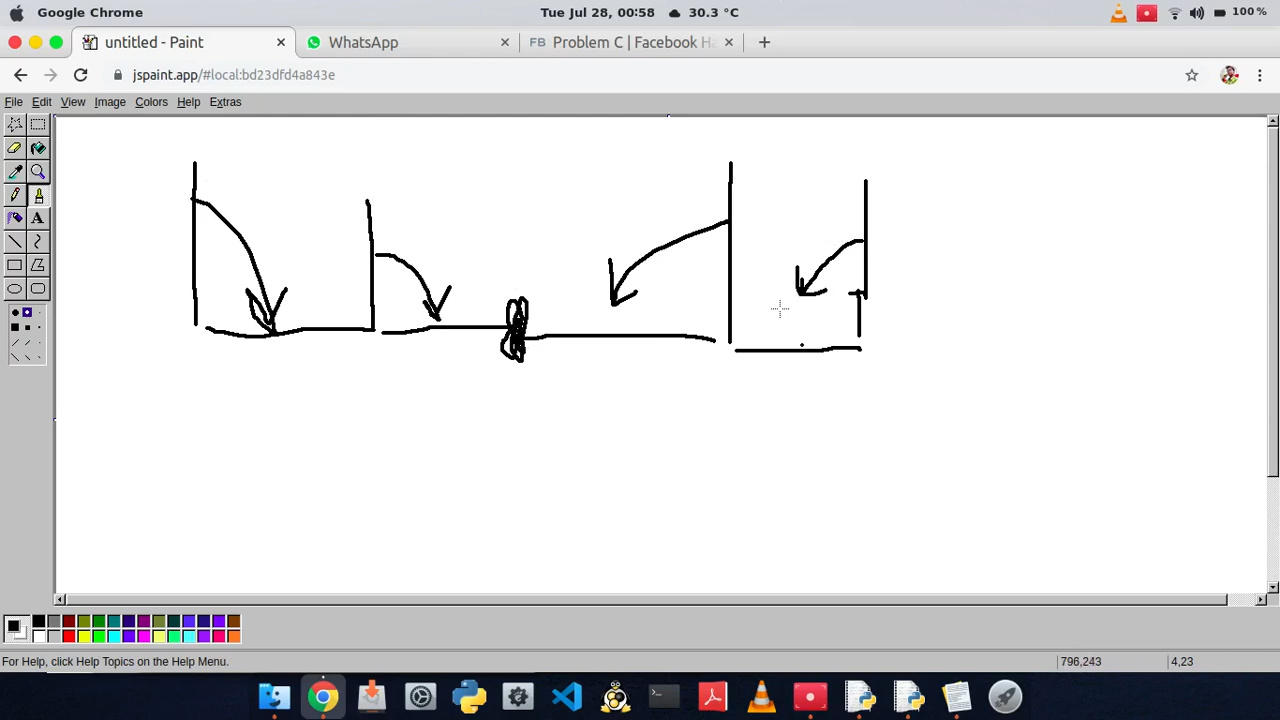 Google Chrome Tue Jul 28, 00:58 30.3 °C 100 %
untitled - Paint WhatsApp FB Problem C | Facebook Ha
jspaint.app/#local:bd23dfd4a843e
File Edit View Image Colors Help Extras
A
For Help, click Help Topics on the Help Menu. 796,243 4,23